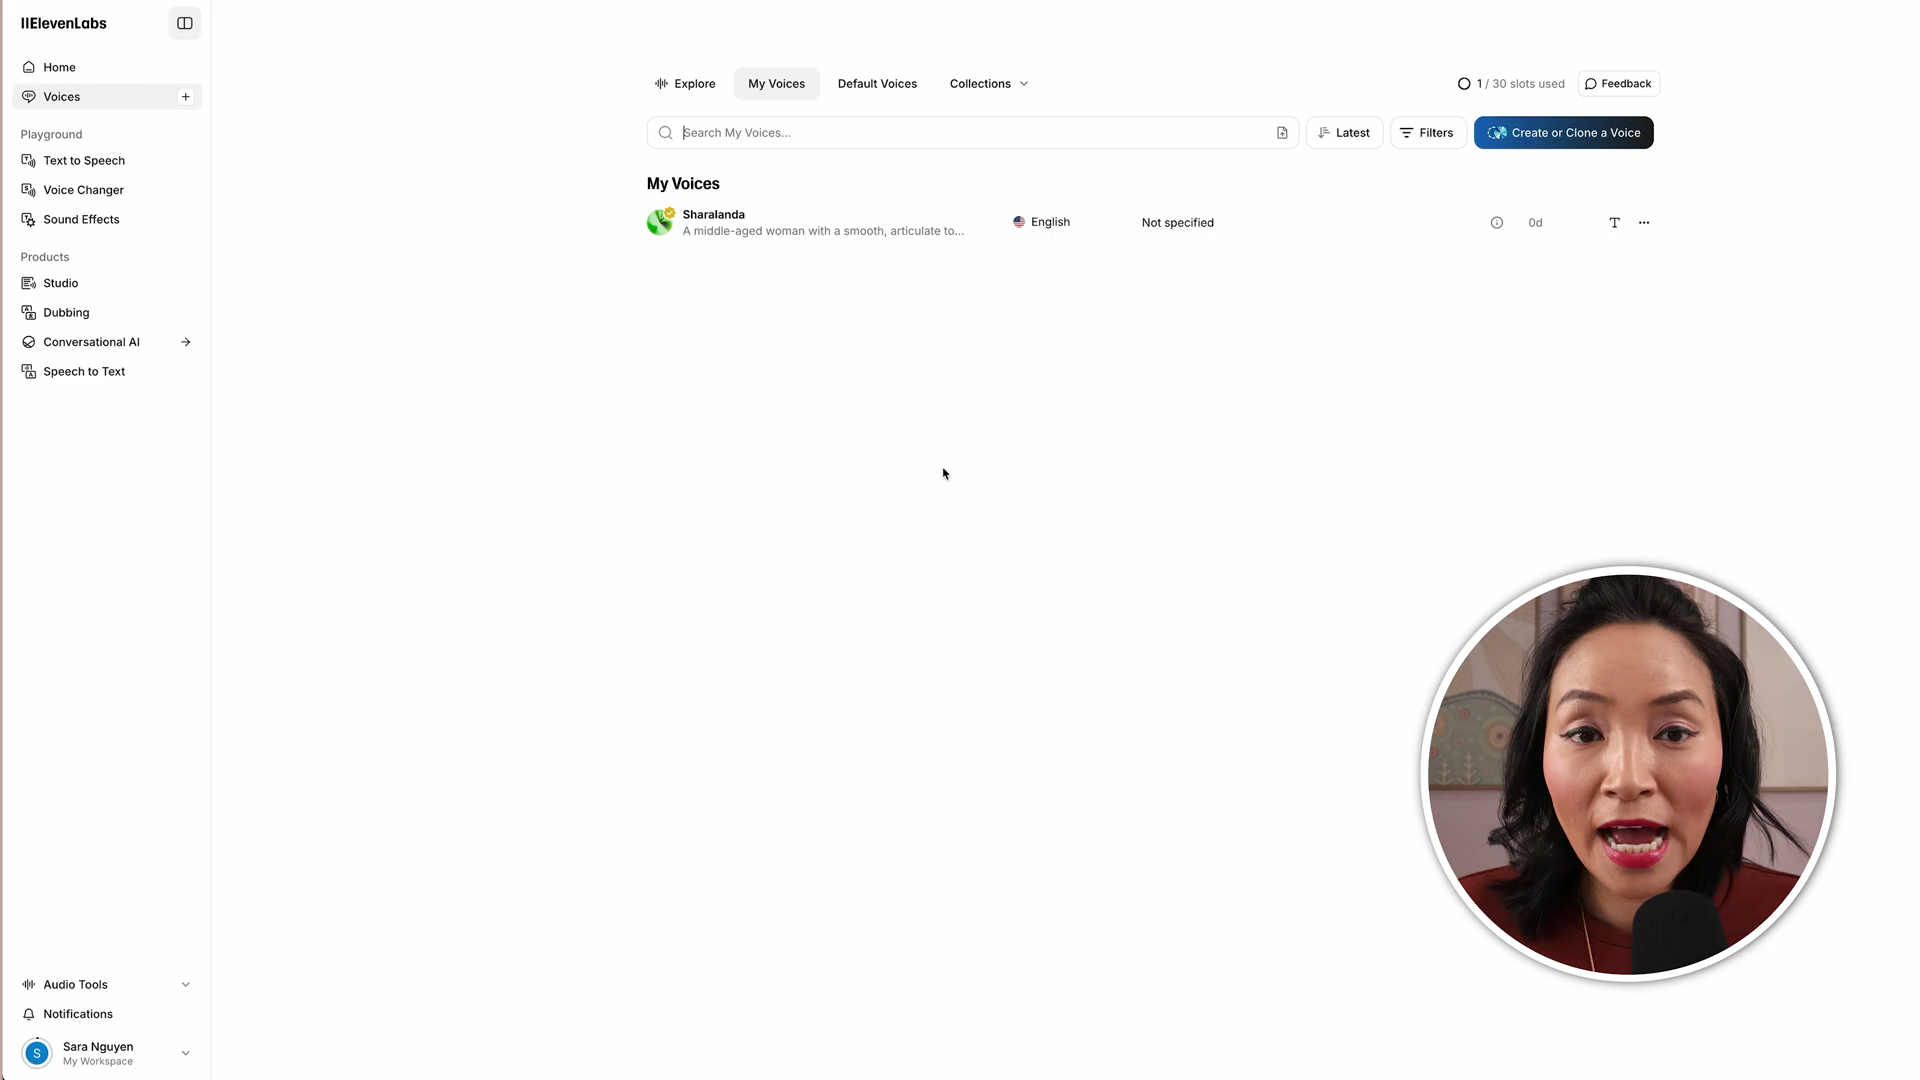 IIElevenLabs
Home
Voices
Playground
Text to Speech
Voice Changer
Sound Effects
Products
Studio
Dubbing
Conversational AI
Speech to Text
Audio Tools
Notifications
S
Sara Nguyen
My Workspace
Explore
My Voices
Default Voices
Collections
1 / 30 slots used
Feedback
Search My Voices...
Latest
Filters
Create or Clone a Voice
My Voices
Sharalanda
A middle-aged woman with a smooth, articulate to...
English
Not specified
0d